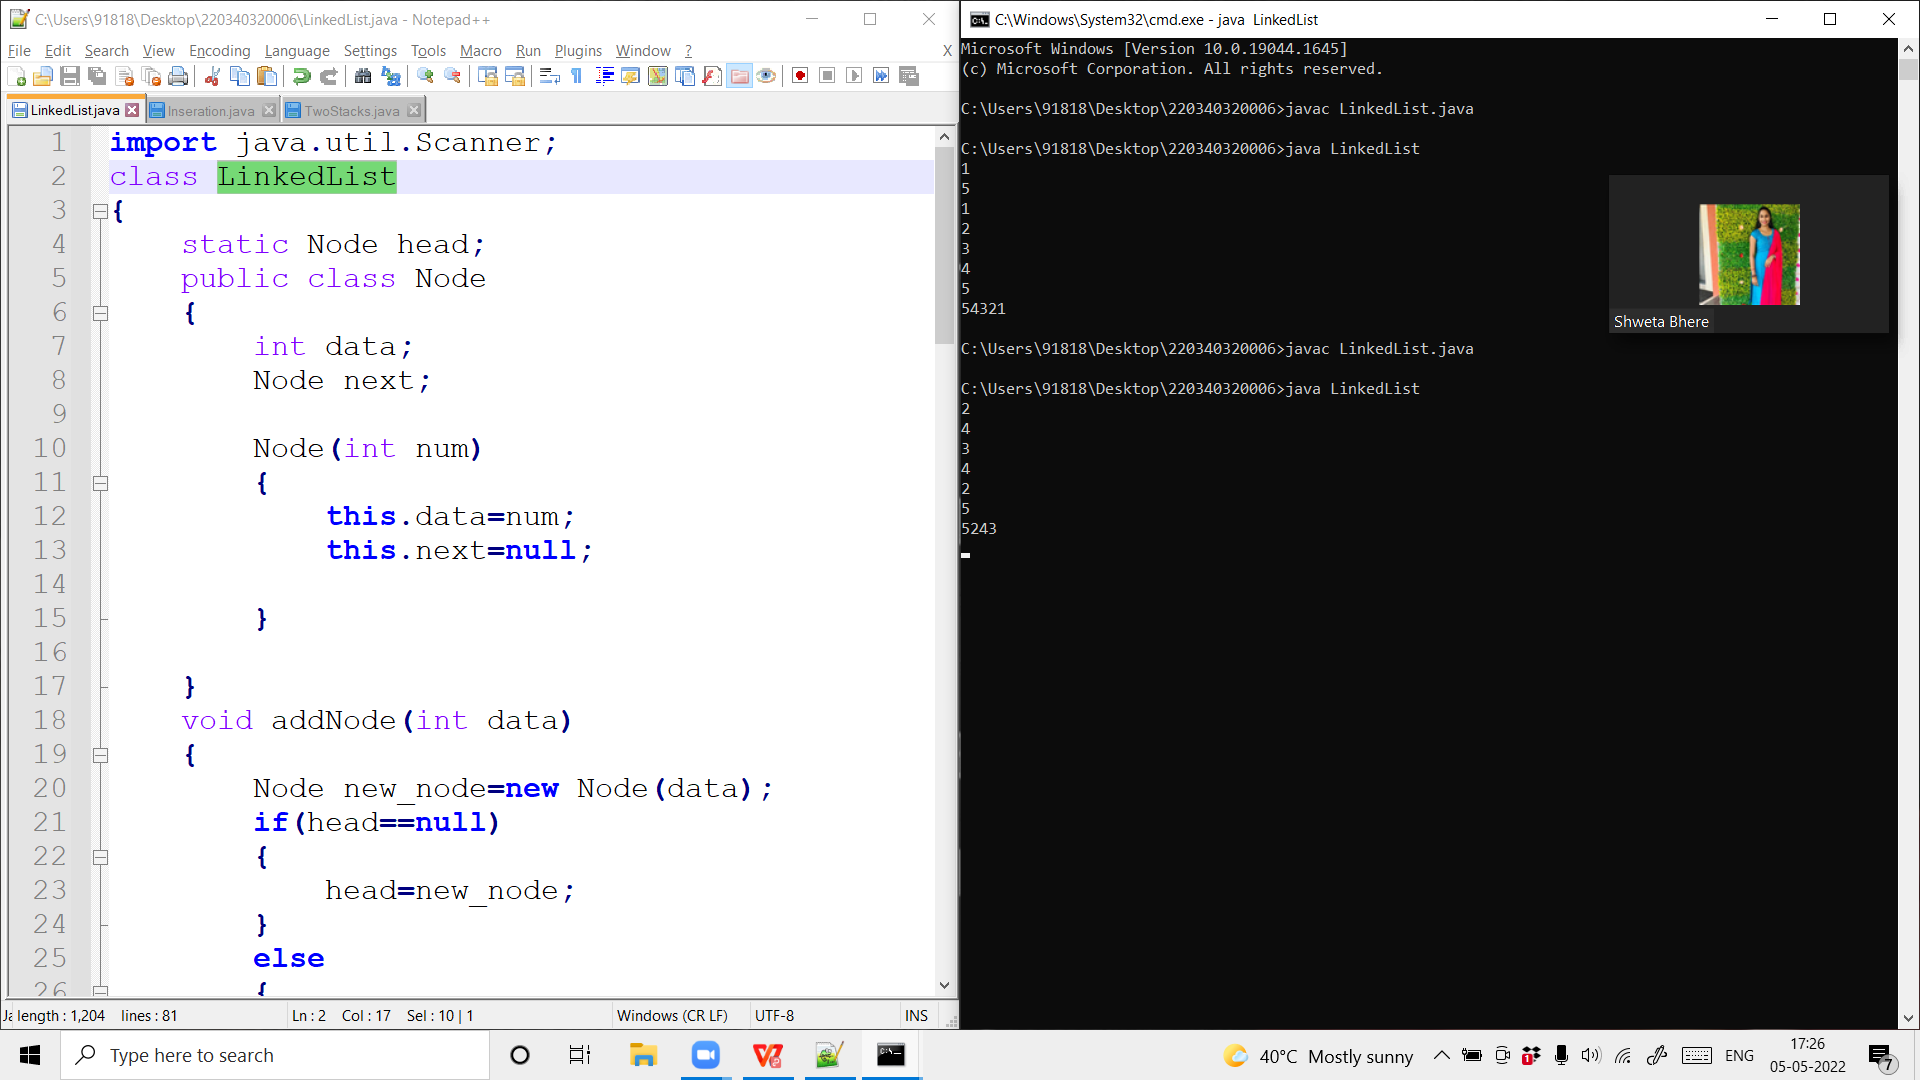 C:\Users\91818\Desktop\220340320006\LinkedList.java - Notepad++
File Edit Search View Encoding Language Settings Tools Macro Run Plugins Window ? X
LinkedList.java Inseration.java TwoStacks.java
1 import java.util.Scanner;
2 class LinkedList
3 {
4 static Node head;
5 public class Node
6 {
7 int data;
8 Node next;
9
10 Node(int num)
11 {
12 this.data=num;
13 this.next=null;
14
15 }
16
17 }
18 void addNode(int data)
19 {
20 Node new_node=new Node(data);
21 if(head==null)
22 {
23 head=new_node;
24 }
25 else
26 {
Ja length : 1,204 lines : 81 Ln : 2 Col : 17 Sel : 10 | 1 Windows (CR LF) UTF-8 INS
C:\Windows\System32\cmd.exe - java LinkedList
Microsoft Windows [Version 10.0.19044.1645]
(c) Microsoft Corporation. All rights reserved.
C:\Users\91818\Desktop\220340320006>javac LinkedList.java
C:\Users\91818\Desktop\220340320006>java LinkedList
1
5
1
2
3
4
5
54321
C:\Users\91818\Desktop\220340320006>javac LinkedList.java
C:\Users\91818\Desktop\220340320006>java LinkedList
2
4
3
4
2
5
5243
Shweta Bhere
Type here to search
40°C Mostly sunny
1
ENG
17:26
05-05-2022
7